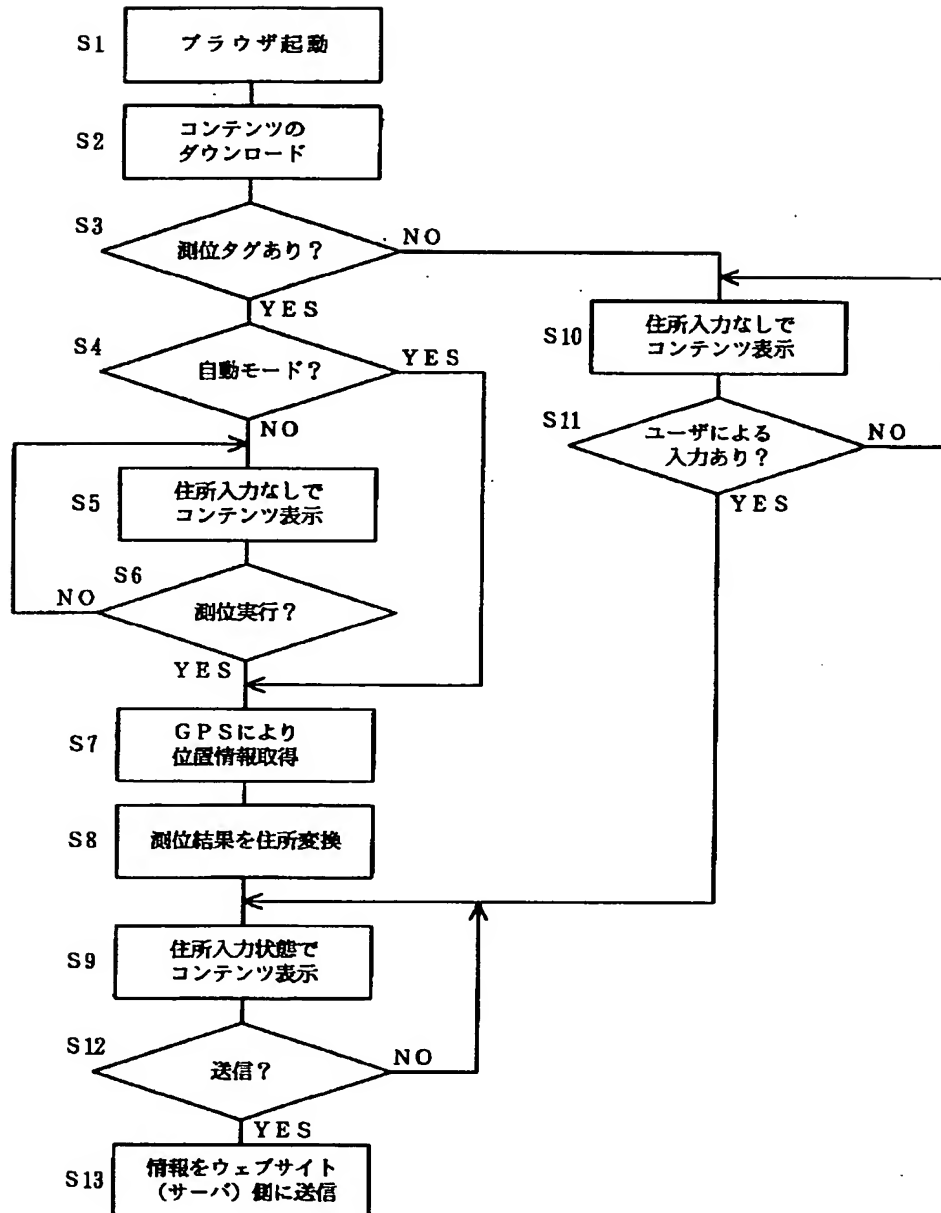 S1
ブラウザ起動
S2
コンテンツの
ダウンロード
S3
測位タグあり？
NO
YES
S4
自動モード？
YES
NO
S5
住所入力なしで
コンテンツ表示
S6
測位実行？
NO
YES
S7
GPSにより
位置情報取得
S8
測位結果を住所変換
S9
住所入力状態で
コンテンツ表示
S10
住所入力なしで
コンテンツ表示
S11
ユーザによる
入力あり？
NO
YES
S12
送信？
NO
YES
S13
情報をウェブサイト
（サーバ）側に送信